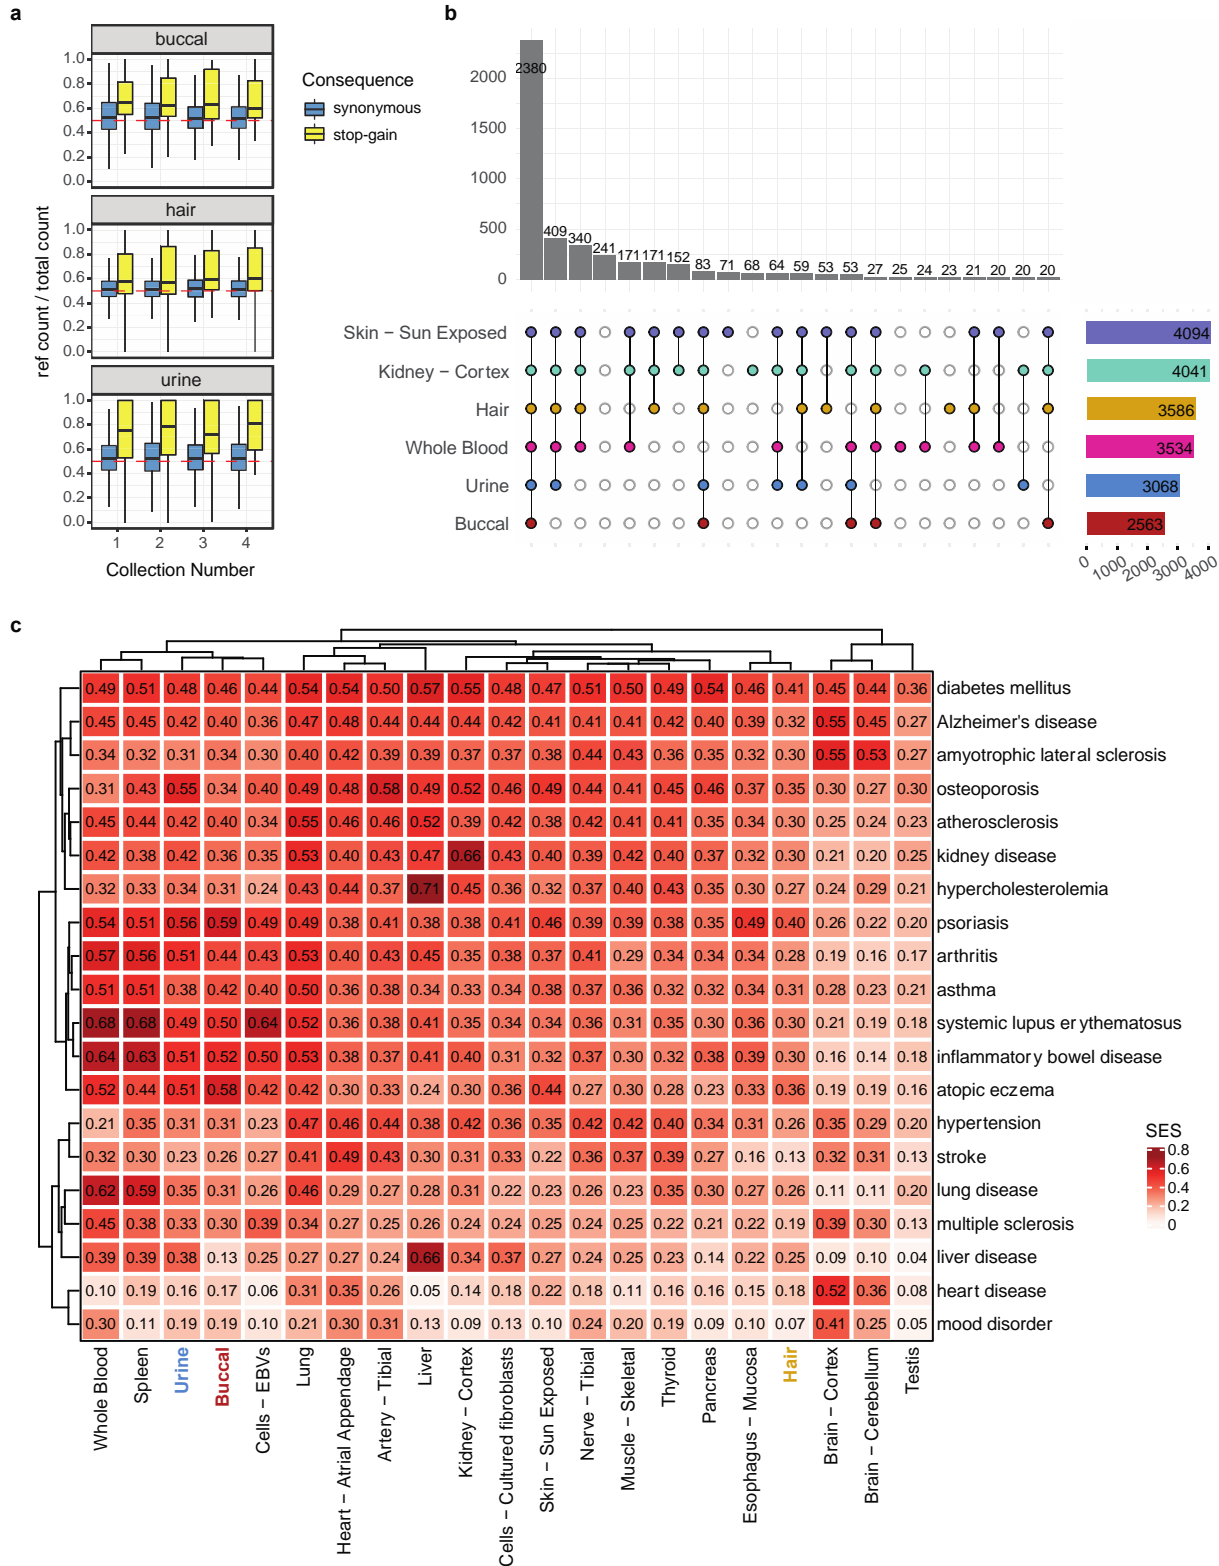 a
buccal
1.0
0.8
0.6
0.4
0.2
0.0
hair
1.0
0.8
0.6
0.4
0.2
0.0
urine
1.0
0.8
0.6
0.4
0.2
0.0
1 2 3 4
Collection Number
ref count / total count
Consequence
synonymous
stop-gain
b
2000
1500
1000
500
0
2380 409 340 241 171 171 152 83 71 68 64 59 53 53 27 25 24 23 21 20 20 20
Skin − Sun Exposed 4094
Kidney − Cortex 4041
Hair 3586
Whole Blood 3534
Urine 3068
Buccal 2563
0 1000 2000 3000 4000
c
0.49 0.51 0.48 0.46 0.44 0.54 0.54 0.50 0.57 0.55 0.48 0.47 0.51 0.50 0.49 0.54 0.46 0.41 0.45 0.44 0.36 diabetes mellitus
0.45 0.45 0.42 0.40 0.36 0.47 0.48 0.44 0.44 0.44 0.42 0.41 0.41 0.41 0.42 0.40 0.39 0.32 0.55 0.45 0.27 Alzheimer's disease
0.34 0.32 0.31 0.34 0.30 0.40 0.42 0.39 0.39 0.37 0.37 0.38 0.44 0.43 0.36 0.35 0.32 0.30 0.55 0.53 0.27 amyotrophic lateral sclerosis
0.31 0.43 0.55 0.34 0.40 0.49 0.48 0.58 0.49 0.52 0.46 0.49 0.44 0.41 0.45 0.46 0.37 0.35 0.30 0.27 0.30 osteoporosis
0.45 0.44 0.42 0.40 0.34 0.55 0.46 0.46 0.52 0.39 0.42 0.38 0.42 0.41 0.41 0.35 0.34 0.30 0.25 0.24 0.23 atherosclerosis
0.42 0.38 0.42 0.36 0.35 0.53 0.40 0.43 0.47 0.66 0.43 0.40 0.39 0.42 0.40 0.37 0.32 0.30 0.21 0.20 0.25 kidney disease
0.32 0.33 0.34 0.31 0.24 0.43 0.44 0.37 0.71 0.45 0.36 0.32 0.37 0.40 0.43 0.35 0.30 0.27 0.24 0.29 0.21 hypercholesterolemia
0.54 0.51 0.56 0.59 0.49 0.49 0.38 0.41 0.38 0.38 0.41 0.46 0.39 0.39 0.38 0.35 0.49 0.40 0.26 0.22 0.20 psoriasis
0.57 0.56 0.51 0.44 0.43 0.53 0.40 0.43 0.45 0.35 0.38 0.37 0.41 0.29 0.34 0.34 0.34 0.28 0.19 0.16 0.17 arthritis
0.51 0.51 0.38 0.42 0.40 0.50 0.36 0.38 0.34 0.33 0.34 0.38 0.37 0.36 0.32 0.32 0.34 0.31 0.28 0.23 0.21 asthma
0.68 0.68 0.49 0.50 0.64 0.52 0.36 0.38 0.41 0.35 0.34 0.34 0.36 0.31 0.35 0.30 0.36 0.30 0.21 0.19 0.18 systemic lupus er ythematosus
0.64 0.63 0.51 0.52 0.50 0.53 0.38 0.37 0.41 0.40 0.31 0.32 0.37 0.30 0.32 0.38 0.39 0.30 0.16 0.14 0.18 inflammatory bowel disease
0.52 0.44 0.51 0.58 0.42 0.42 0.30 0.33 0.24 0.30 0.36 0.44 0.27 0.30 0.28 0.23 0.33 0.36 0.19 0.19 0.16 atopic eczema
0.21 0.35 0.31 0.31 0.23 0.47 0.46 0.44 0.38 0.42 0.36 0.35 0.42 0.42 0.40 0.34 0.31 0.26 0.35 0.29 0.20 hypertension
0.32 0.30 0.23 0.26 0.27 0.41 0.49 0.43 0.30 0.31 0.33 0.22 0.36 0.37 0.39 0.27 0.16 0.13 0.32 0.31 0.13 stroke
0.62 0.59 0.35 0.31 0.26 0.46 0.29 0.27 0.28 0.31 0.22 0.23 0.26 0.23 0.35 0.30 0.27 0.26 0.11 0.11 0.20 lung disease
0.45 0.38 0.33 0.30 0.39 0.34 0.27 0.25 0.26 0.24 0.24 0.25 0.24 0.25 0.22 0.21 0.22 0.19 0.39 0.30 0.13 multiple sclerosis
0.39 0.39 0.38 0.13 0.25 0.27 0.27 0.24 0.66 0.34 0.37 0.27 0.24 0.25 0.23 0.14 0.22 0.25 0.09 0.10 0.04 liver disease
0.10 0.19 0.16 0.17 0.06 0.31 0.35 0.26 0.05 0.14 0.18 0.22 0.18 0.11 0.16 0.16 0.15 0.18 0.52 0.36 0.08 heart disease
0.30 0.11 0.19 0.19 0.10 0.21 0.30 0.31 0.13 0.09 0.13 0.10 0.24 0.20 0.19 0.09 0.10 0.07 0.41 0.25 0.05 mood disorder
Whole Blood
Spleen
Urine
Buccal
Cells − EBVs
Lung
Heart − Atrial Appendage
Artery − Tibial
Liver
Kidney − Cortex
Cells − Cultured fibroblasts
Skin − Sun Exposed
Nerve − Tibial
Muscle − Skeletal
Thyroid
Pancreas
Esophagus − Mucosa
Hair
Brain − Cortex
Brain − Cerebellum
Testis
SES
0.8
0.6
0.4
0.2
0